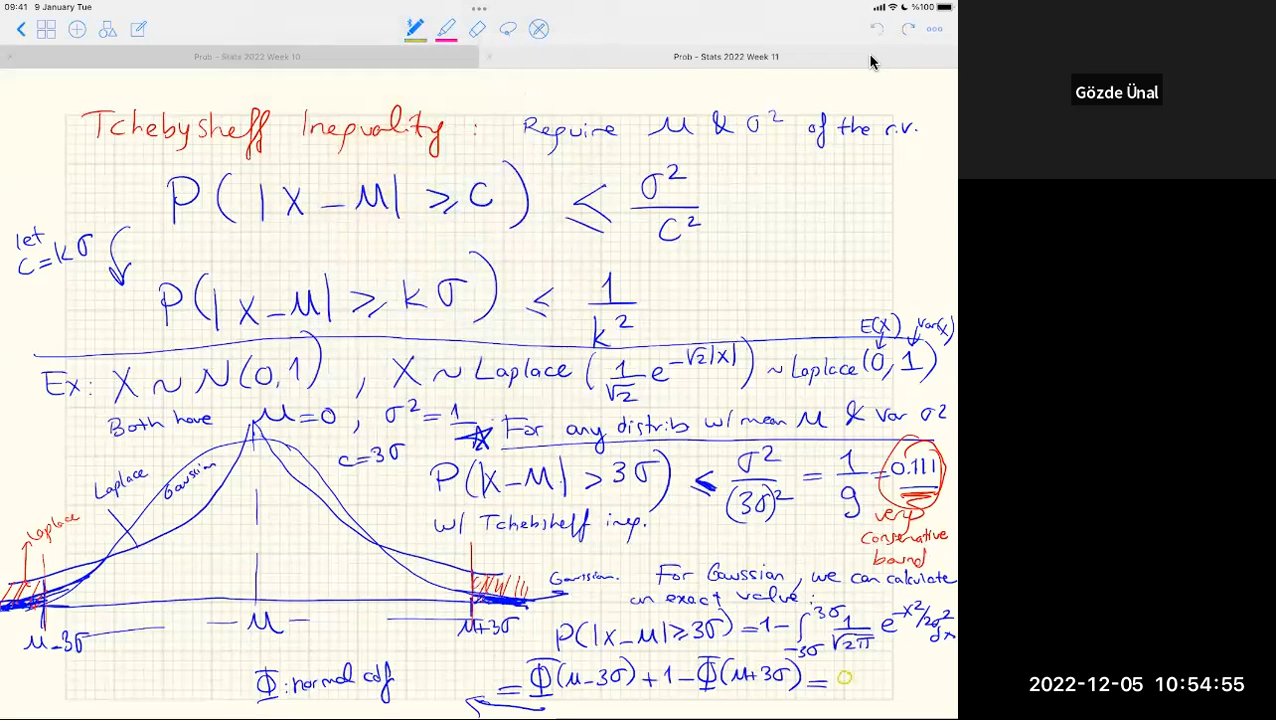 09:41 9 January Tue
%100
Prob - Stats 2022 Week 10
Prob - Stats 2022 Week 11
Gözde Ünal
Tchebysheff Inequality : Require μ & σ² of the r.v.
P(|X-μ| ≥ C) ≤ σ²/C²
let
C=kσ
P(|X-μ| ≥ kσ) ≤ 1/k²
E(X) Var(X)
Ex: X ~ N(0,1) , X ~ Laplace (1/√2 e^(-√2|x|)) ~ Laplace(0, 1)
Both have μ=0 , σ²=1
* For any distrib w/ mean μ & var σ²
c=3σ
P(|X-μ| > 3σ) ≤ σ²/(3σ)² = 1/9 = 0.111
w/ Tchebsheff ineq.
very
conservative
bound
Laplace
Gaussian
Laplace
Gaussian.
For Gaussian, we can calculate
an exact value:
μ-3σ
μ
μ+3σ
P(|X-μ| ≥ 3σ) = 1 - ∫_{-3σ}^{3σ} 1/√2π e^(-x²/2σ²) dx
Φ : normal cdf
= Φ(μ-3σ) + 1 - Φ(μ+3σ) = 0
2022-12-05 10:54:55